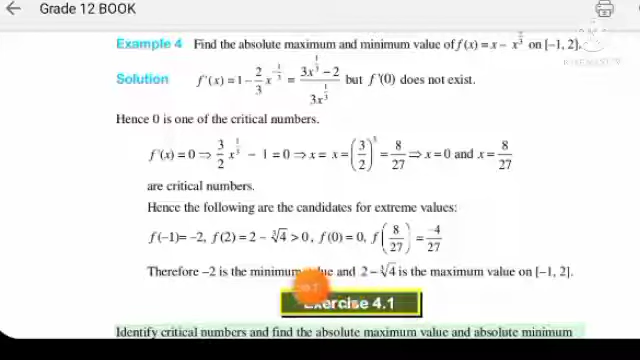 Grade 12 BOOK
Example 4 Find the absolute maximum and minimum value of f(x) = x − x^(2/3) on [−1, 2].
Solution f'(x) = 1 − (2/3)x^(−1/3) = (3x^(1/3) − 2)/(3x^(1/3)) but f'(0) does not exist.
Hence 0 is one of the critical numbers.
f'(x) = 0 ⇒ (3/2)x^(1/3) − 1 = 0 ⇒ x = x = (3/2)^3 = 8/27 ⇒ x = 0 and x = 8/27
are critical numbers.
Hence the following are the candidates for extreme values:
f(−1) = −2, f(2) = 2 − ∛4 > 0, f(0) = 0, f(8/27) = −4/27
Therefore −2 is the minimum value and 2 − ∛4 is the maximum value on [−1, 2].
Exercise 4.1
Identify critical numbers and find the absolute maximum value and absolute minimum